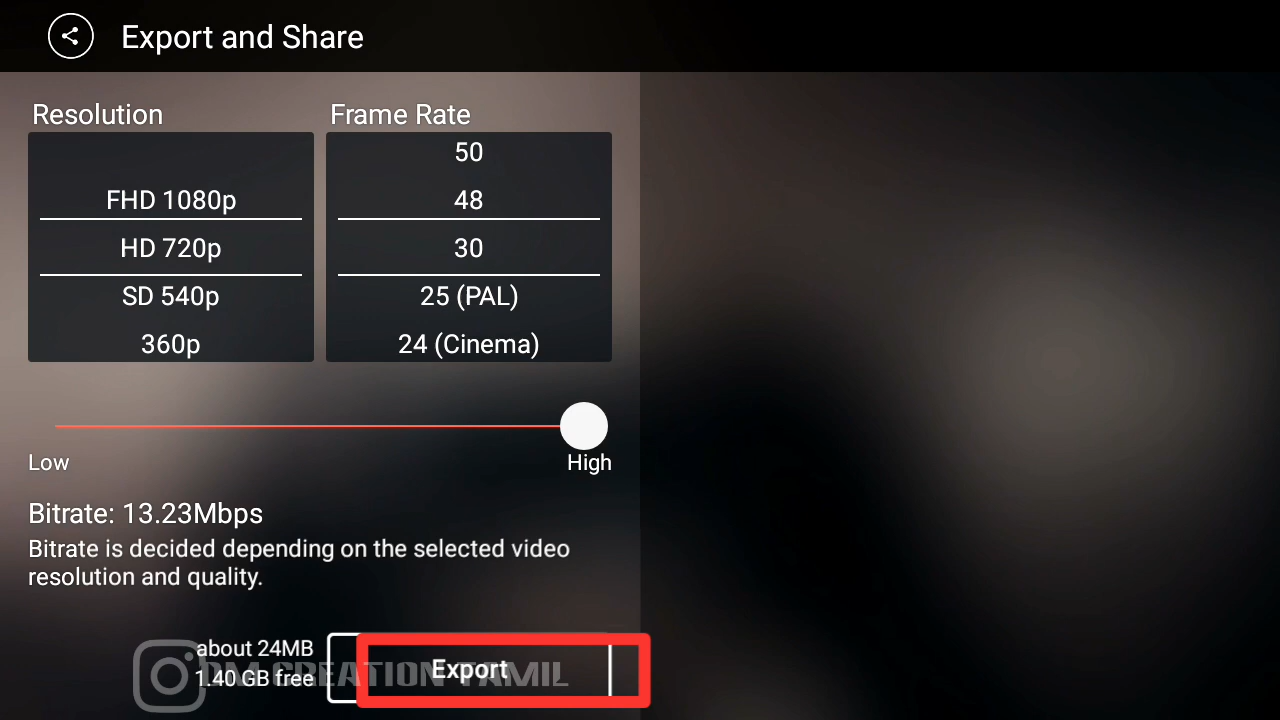 Export and Share
Resolution
Frame Rate
50
FHD 1080p
48
HD 720p
30
SD 540p
25 (PAL)
360p
24 (Cinema)
Low
High
Bitrate: 13.23Mbps
Bitrate is decided depending on the selected video
resolution and quality.
about 24MB
1.40 GB free
Export
CREATION TAMIL